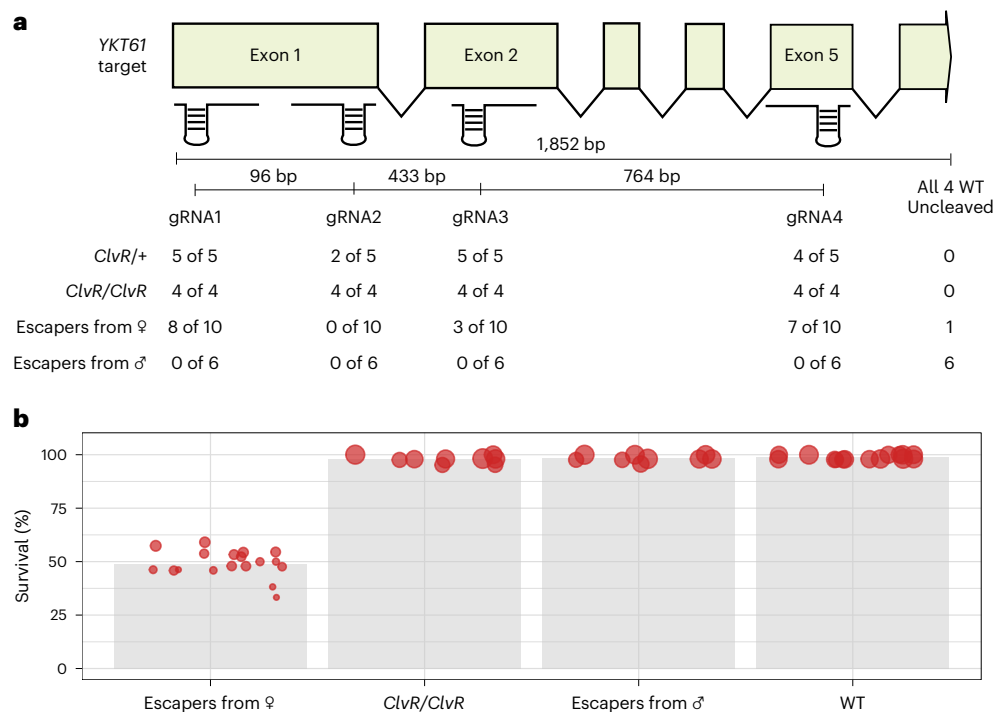 a
YKT61
target
Exon 1
Exon 2
Exon 5
1,852 bp
96 bp
433 bp
764 bp
All 4 WT
Uncleaved
gRNA1
gRNA2
gRNA3
gRNA4
ClvR/+ 5 of 5 2 of 5 5 of 5 4 of 5 0
ClvR/ClvR 4 of 4 4 of 4 4 of 4 4 of 4 0
Escapers from ♀ 8 of 10 0 of 10 3 of 10 7 of 10 1
Escapers from ♂ 0 of 6 0 of 6 0 of 6 0 of 6 6
b
Survival (%)
100
75
50
25
0
Escapers from ♀
ClvR/ClvR
Escapers from ♂
WT